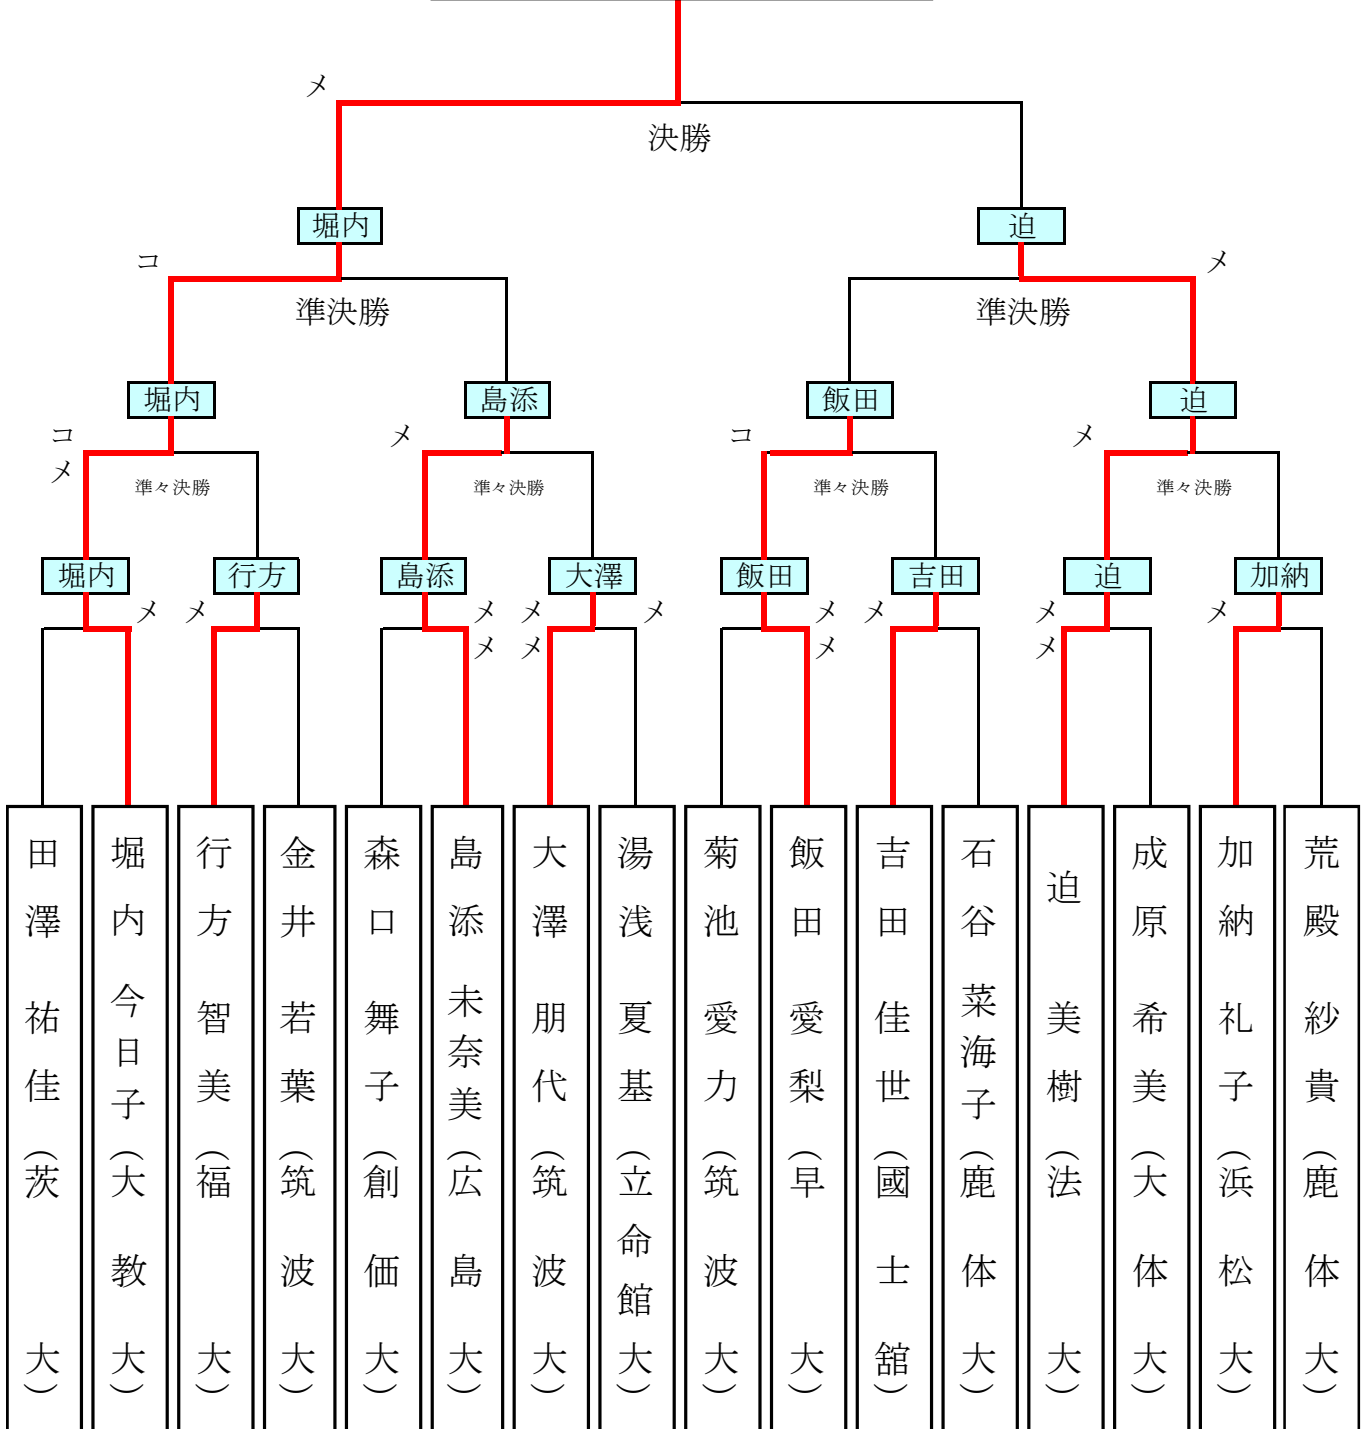 メ
決勝
堀内
迫
コ
メ
準決勝
準決勝
堀内
島添
飯田
迫
コ
メ
メ
コ
メ
準々決勝
準々決勝
準々決勝
準々決勝
堀内
行方
島添
大澤
飯田
吉田
迫
加納
メ
メ
メ
メ
メ
メ
メ
メ
メ
メ
メ
メ
メ
メ
田澤 祐佳(茨大)
堀内 今日子(大教大)
行方 智美(福大)
金井 若葉(筑波大)
森口 舞子(創価大)
島添 未奈美(広島大)
大澤 朋代(筑波大)
湯浅 夏基(立命館大)
菊池 愛力(筑波大)
飯田 愛梨(早大)
吉田 佳世(國士舘)
石谷 菜海子(鹿体大)
迫 美樹(法大)
成原 希美(大体大)
加納 礼子(浜松大)
荒殿 紗貴(鹿体大)